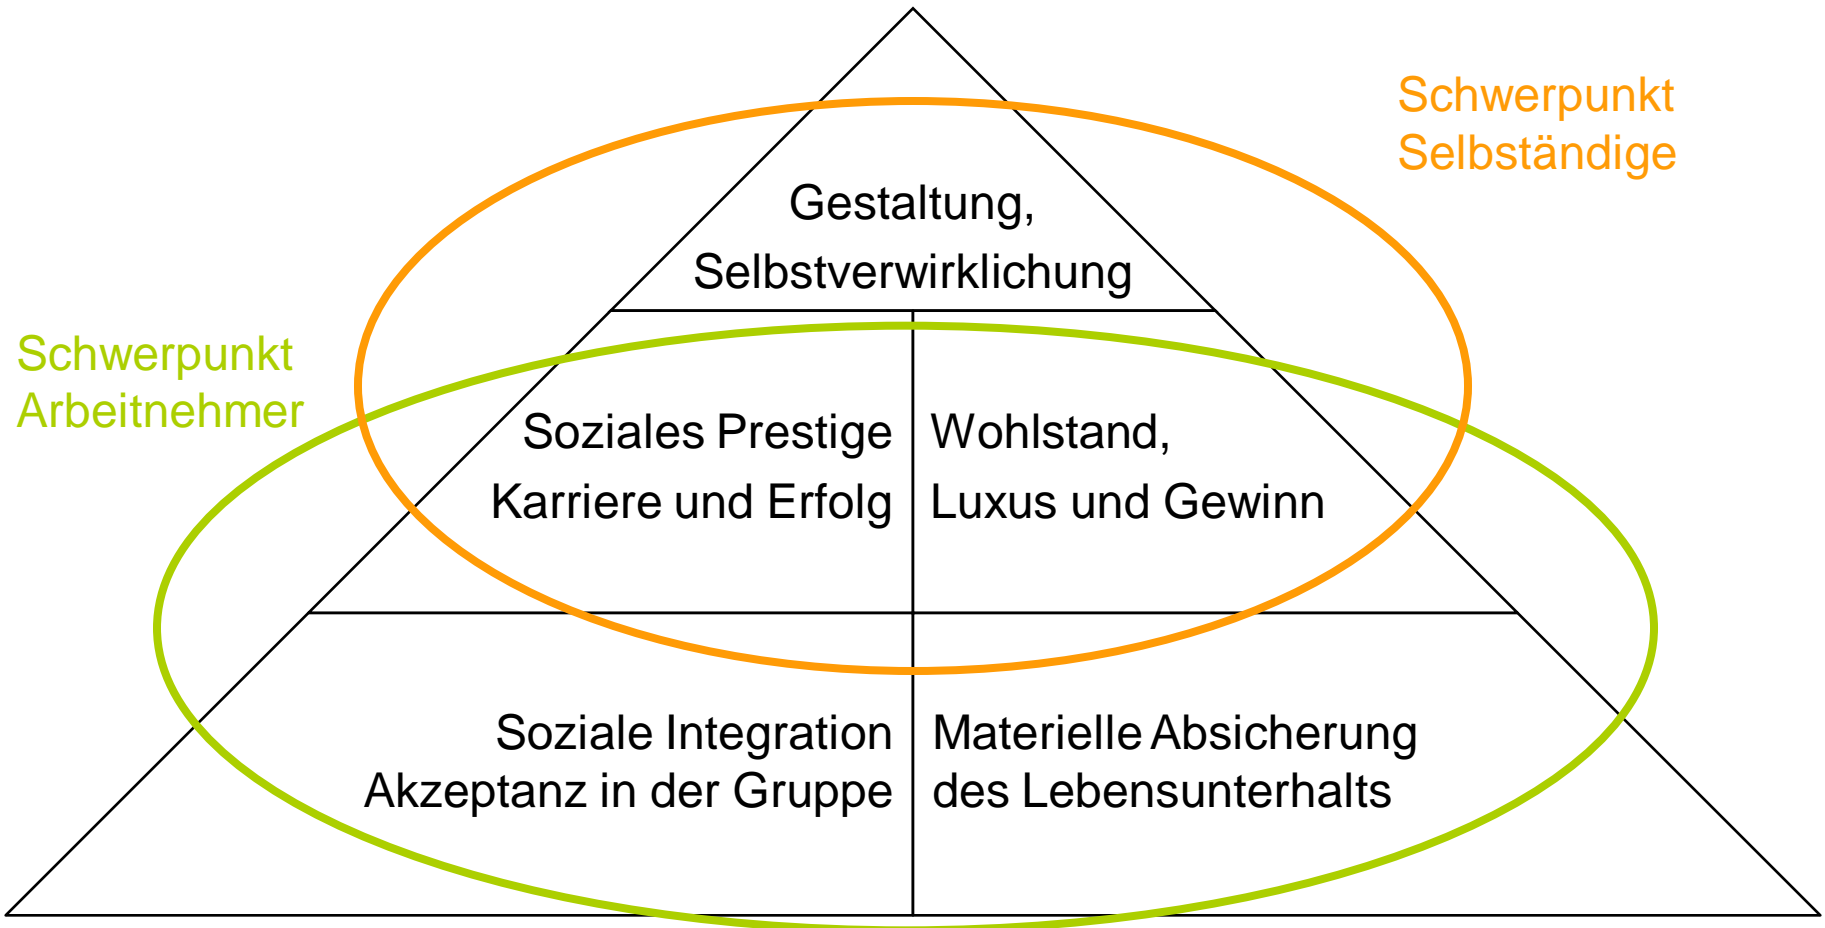 Schwerpunkt
Selbständige
Gestaltung,
Selbstverwirklichung
Schwerpunkt
Arbeitnehmer
Soziales Prestige
Karriere und Erfolg
Wohlstand,
Luxus und Gewinn
Soziale Integration
Akzeptanz in der Gruppe
Materielle Absicherung
des Lebensunterhalts